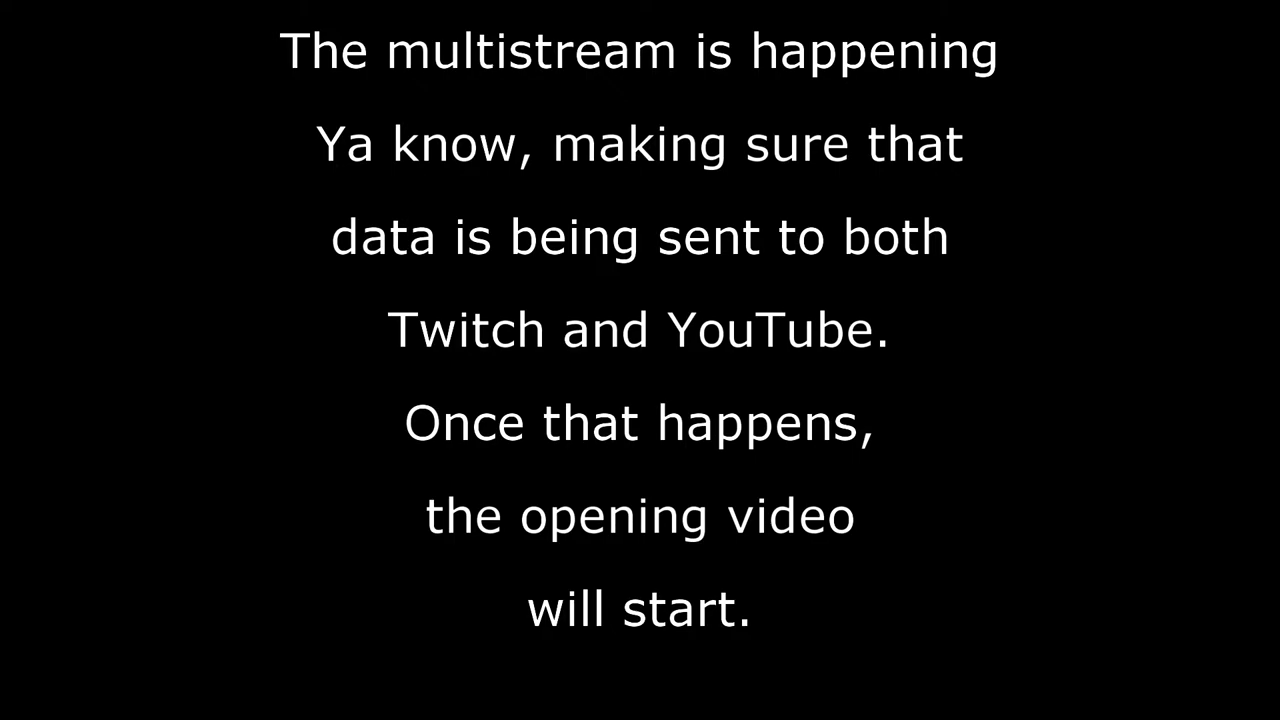 The multistream is happening
Ya know, making sure that
data is being sent to both
Twitch and YouTube.
Once that happens,
the opening video
will start.